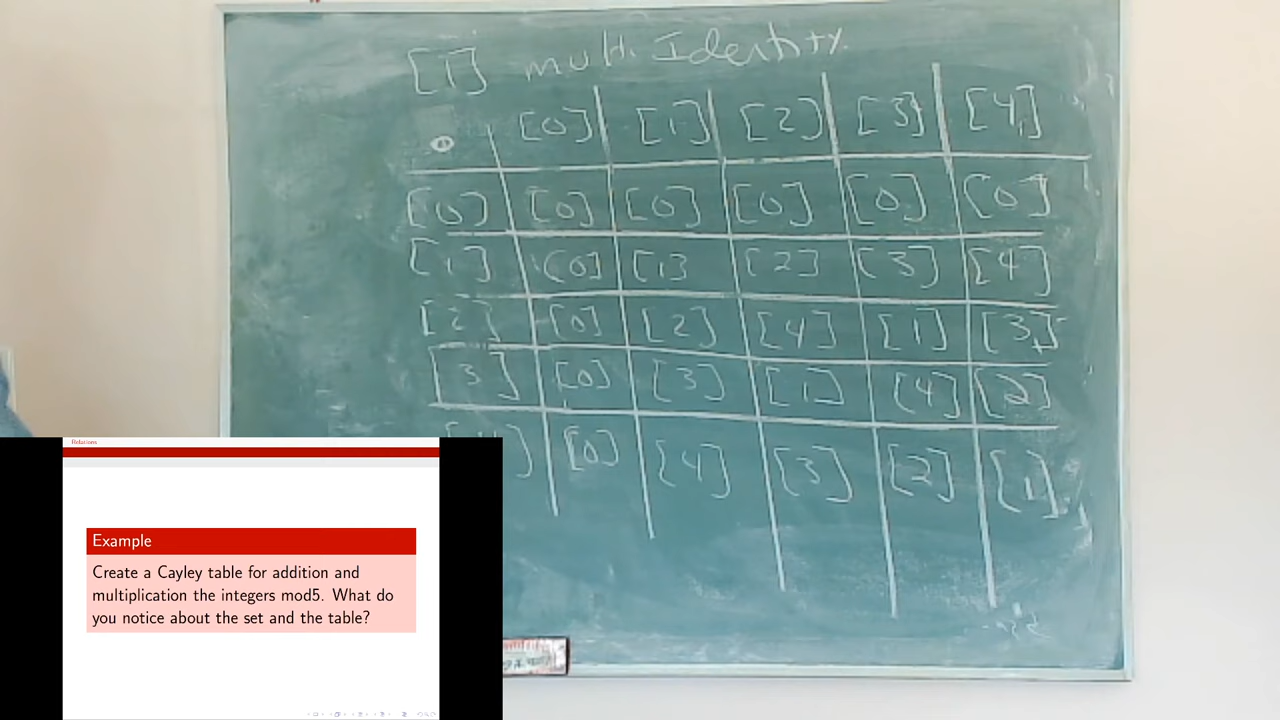 [1] mult. Identity.
⊙ [0] [1] [2] [3] [4]
[0] [0] [0] [0] [0] [0]
[1] [0] [1] [2] [3] [4]
[2] [0] [2] [4] [1] [3]
[3] [0] [3] [1] [4] [2]
[0] [4] [3] [2] [1]
Relations
Example
Create a Cayley table for addition and
multiplication the integers mod5. What do
you notice about the set and the table?